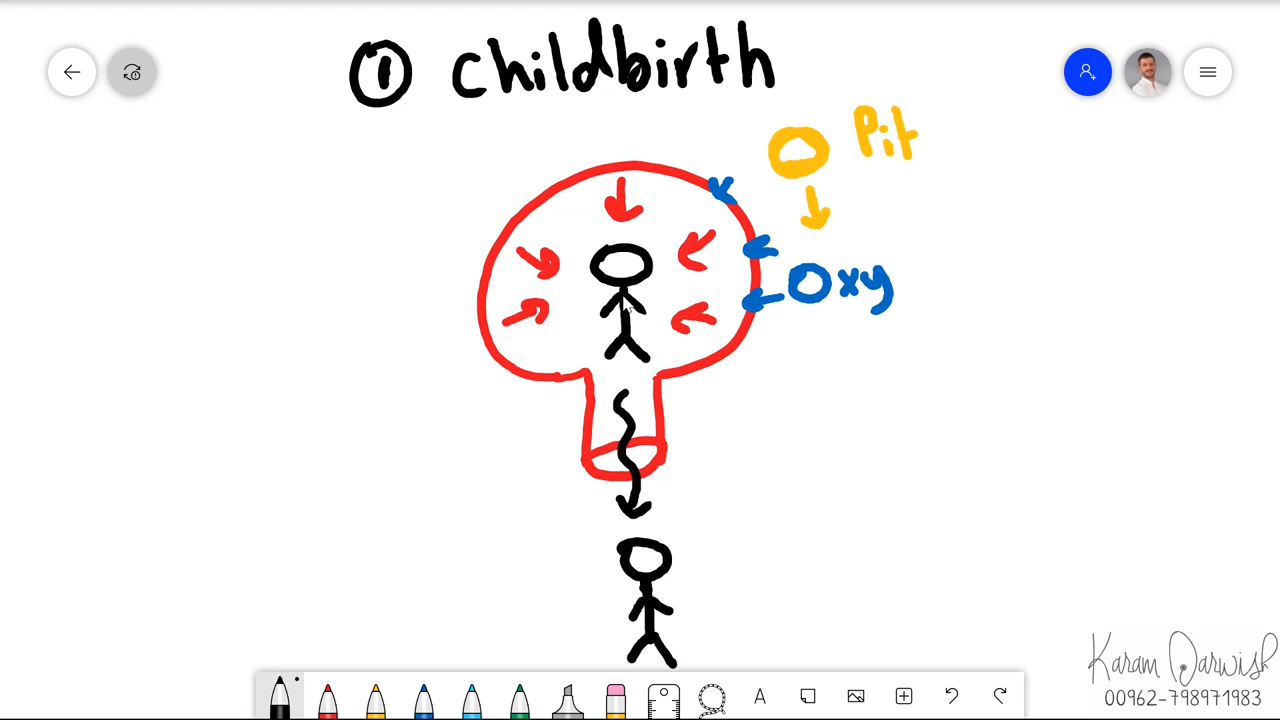 ① childbirth
Pit
Oxy
A
Karam Darwish
00962-798971983